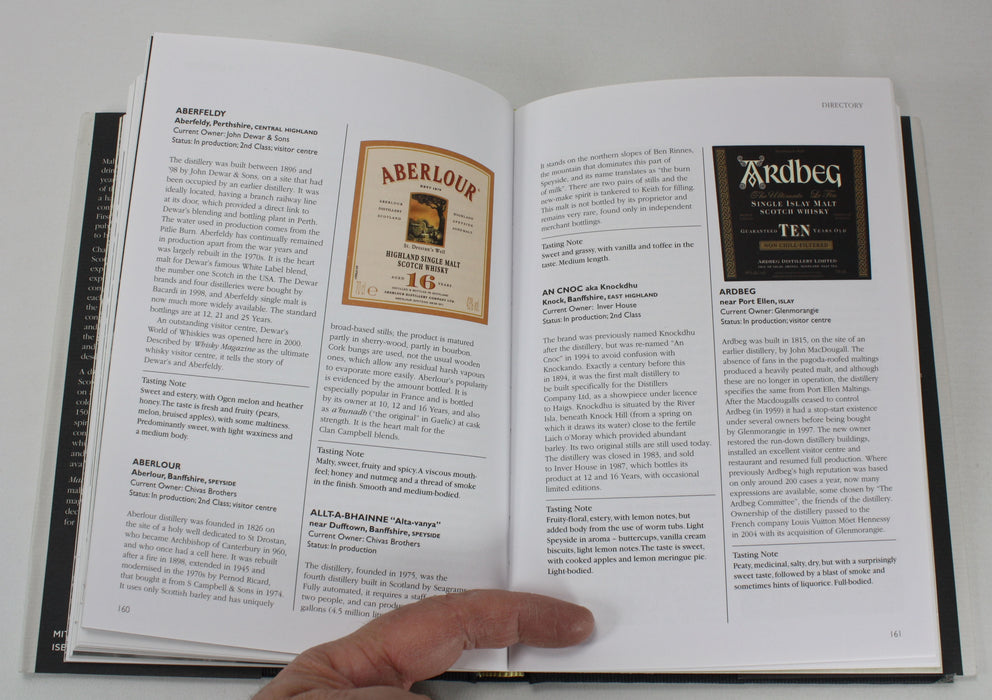 ABERFELDY
Aberfeldy, Perthshire, CENTRAL HIGHLAND
Current Owner: John Dewar & Sons
Status: In production; 2nd Class; visitor centre
The distillery was built between 1896 and
'98 by John Dewar & Sons, on a site that had
been occupied by an earlier distillery. It was
ideally located, having a branch railway line
at its door, which provided a direct link to
Dewar's blending and bottling plant in Perth.
The water used in production comes from the
Pitlie Burn. Aberfeldy has continually remained
in production apart from the war years and
was largely rebuilt in the 1970s. It is the heart
malt for Dewar's famous White Label blend,
the number one Scotch in the USA. The Dewar
brands and four distilleries were bought by
Bacardi in 1998, and Aberfeldy single malt is
now much more widely available. The standard
bottlings are at 12, 21 and 25 Years.
An outstanding visitor centre, Dewar's
World of Whiskies was opened here in 2000.
Described by Whisky Magazine as the ultimate
whisky visitor centre, it tells the story of
Dewar's and Aberfeldy.
Tasting Note
Sweet and estery, with Ogen melon and heather
honey. The taste is fresh and fruity (pears,
melon, bruised apples), with some maltiness.
Predominantly sweet, with light waxiness and
a medium body.
ABERLOUR
Aberlour, Banffshire, SPEYSIDE
Current Owner: Chivas Brothers
Status: In production; 2nd Class; visitor centre
Aberlour distillery was founded in 1826 on
the site of a holy well dedicated to St Drostan,
who became Archbishop of Canterbury in 960,
and who once had a cell here. It was rebuilt
after a fire in 1898, extended in 1945 and
modernised in the 1970s by Pernod Ricard,
that bought it from S Campbell & Sons in 1974.
It uses only Scottish barley and has uniquely
160
ABERLOUR
ESTD 1879
ABERLOUR
DISTILLERY
SCOTLAND
HIGHLAND
SPEYSIDE
St. Drostan's Well
HIGHLAND SINGLE MALT
SCOTCH WHISKY
AGED 16 YEARS
70cl e
ABERLOUR DISTILLERY COMPANY LTD
broad-based stills; the product is matured
partly in sherry-wood, partly in bourbon.
Cork bungs are used, not the usual wooden
ones, which allow any residual harsh vapours
to evaporate more easily. Aberlour's popularity
is evidenced by the amount bottled. It is
especially popular in France and is bottled
by its owner at 10, 12 and 16 Years, and also
as a'bunadh ('the original' in Gaelic) at cask
strength. It is the heart malt for the
Clan Campbell blends.
Tasting Note
Malty, sweet, fruity and spicy. A viscous mouth-
feel; honey and nutmeg and a thread of smoke
in the finish. Smooth and medium-bodied.
ALLT-A-BHAINNE "Alta-vanya"
near Dufftown, Banffshire, SPEYSIDE
Current Owner: Chivas Brothers
Status: In production
The distillery, founded in 1975, was the
fourth distillery built in Scotland by Seagrams.
Fully automated, it requires a staff
two people, and can produ
gallons (4.5 million lit
DIRECTORY
It stands on the northern slopes of Ben Rinnes,
the mountain that dominates this part of
Speyside, and its name translates as "the burn
of milk". There are two pairs of stills and the
new-make spirit is tankered to Keith for filling.
This malt is not bottled by its proprietor and
remains very rare, found only in independent
merchant bottlings.
Tasting Note
Sweet and grassy, with vanilla and toffee in the
taste. Medium length.
AN CNOC aka Knockdhu
Knock, Banffshire, EAST HIGHLAND
Current Owner: Inver House
Status: In production; 2nd Class
The brand was previously named Knockdhu
after the distillery, but was re-named "An
Cnoc" in 1994 to avoid confusion with
Knockando. Exactly a century before this
in 1894, it was the first malt distillery to
be built specifically for the Distillers
Company Ltd, as a showpiece under licence
to Haigs. Knockdhu is situated by the River
Isla, beneath Knock Hill (from a spring on
which it draws its water) close to the fertile
Laich o'Moray which provided abundant
barley. Its two original stills are still used today.
The distillery was closed in 1983, and sold
to Inver House in 1987, which bottles its
product at 12 and 16 Years, with occasional
limited editions.
Tasting Note
Fruity-floral, estery, with lemon notes, but
added body from the use of worm tubs. Light
Speyside in aroma – buttercups, vanilla cream
biscuits, light lemon notes. The taste is sweet,
with cooked apples and lemon meringue pie.
Light-bodied.
Ardbeg
The Ultimate
SINGLE ISLAY MALT
SCOTCH WHISKY
GUARANTEED TEN YEARS OLD
NON CHILL-FILTERED
ARDBEG DISTILLERY LIMITED
ARDBEG
near Port Ellen, ISLAY
Current Owner: Glenmorangie
Status: In production; visitor centre
Ardbeg was built in 1815, on the site of an
earlier distillery, by John MacDougall. The
absence of fans in the pagoda-roofed maltings
produced a heavily peated malt, and although
these are no longer in operation, the distillery
specifies the same from Port Ellen Maltings.
After the Macdougalls ceased to control
Ardbeg (in 1959) it had a stop-start existence
under several owners before being bought
by Glenmorangie in 1997. The new owner
restored the run-down distillery buildings,
installed an excellent visitor centre and
restaurant and resumed full production. Where
previously Ardbeg's high reputation was based
on only around 200 cases a year, now many
expressions are available, some chosen by "The
Ardbeg Committee", the friends of the distillery.
Ownership of the distillery passed to the
French company Louis Vuitton Möet Hennessy
in 2004 with its acquisition of Glenmorangie.
Tasting Note
Peaty, medicinal, salty, dry, but with a surprisingly
sweet taste, followed by a blast of smoke and
sometimes hints of liquorice. Full-bodied.
161